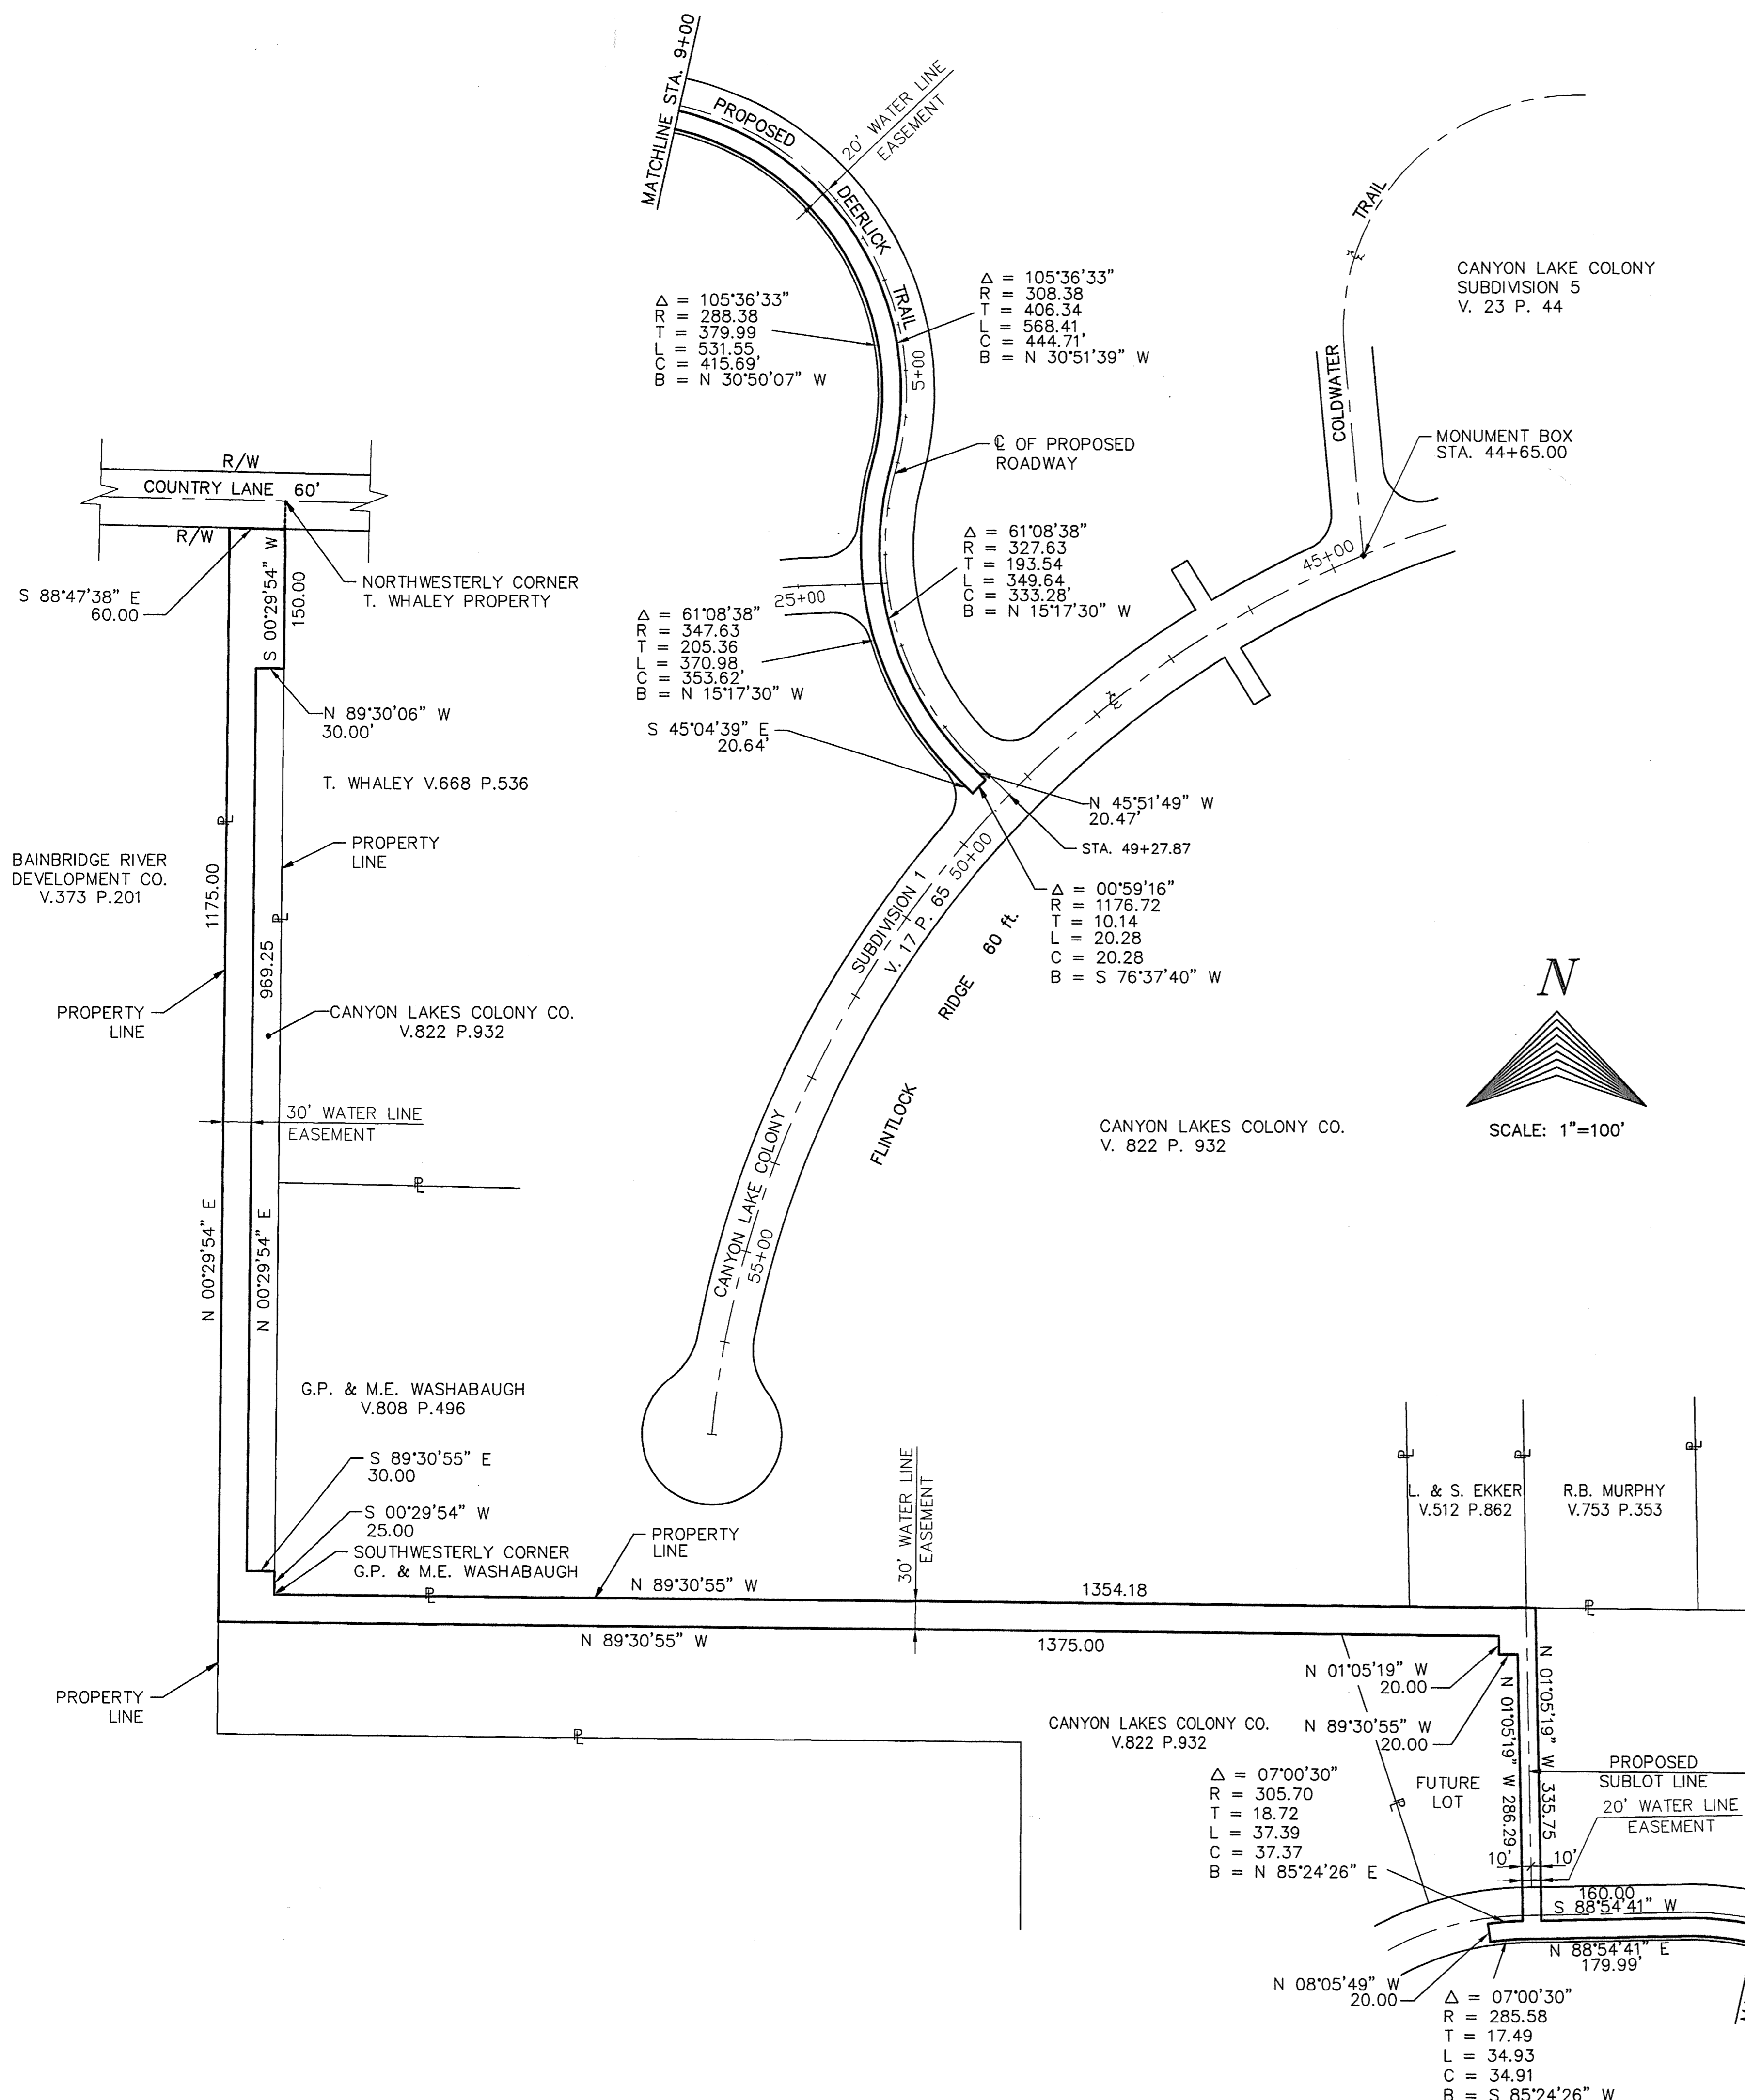 MATCHLINE STA. 9+00
PROPOSED
DEERLICK
TRAIL
20' WATER LINE
EASEMENT
5+00
Δ = 105°36'33"
R = 288.38
T = 379.99
L = 531.55
C = 415.69'
B = N 30°50'07" W
Δ = 105°36'33"
R = 308.38
T = 406.34
L = 568.41
C = 444.71'
B = N 30°51'39" W
TRAIL
COLDWATER
CANYON LAKE COLONY
SUBDIVISION 5
V. 23 P. 44
℄ OF PROPOSED
ROADWAY
MONUMENT BOX
STA. 44+65.00
45+00
R/W
COUNTRY LANE 60'
R/W
S 88°47'38" E
60.00
S 00°29'54" W
150.00
NORTHWESTERLY CORNER
T. WHALEY PROPERTY
N 89°30'06" W
30.00'
T. WHALEY V.668 P.536
Δ = 61°08'38"
R = 327.63
T = 193.54
L = 349.64
C = 333.28'
B = N 15°17'30" W
25+00
Δ = 61°08'38"
R = 347.63
T = 205.36
L = 370.98
C = 353.62'
B = N 15°17'30" W
S 45°04'39" E
20.64'
N 45°51'49" W
20.47'
STA. 49+27.87
Δ = 00°59'16"
R = 1176.72
T = 10.14
L = 20.28
C = 20.28
B = S 76°37'40" W
50+00
SUBDIVISION 1
V. 17 P. 65
RIDGE 60 ft.
FLINTLOCK
CANYON LAKE COLONY
55+00
PROPERTY
LINE
BAINBRIDGE RIVER
DEVELOPMENT CO.
V.373 P.201
1175.00
969.25
PROPERTY
LINE
CANYON LAKES COLONY CO.
V.822 P.932
30' WATER LINE
EASEMENT
N 00°29'54" E
N 00°29'54" E
N
SCALE: 1"=100'
CANYON LAKES COLONY CO.
V. 822 P. 932
G.P. & M.E. WASHABAUGH
V.808 P.496
S 89°30'55" E
30.00
S 00°29'54" W
25.00
SOUTHWESTERLY CORNER
G.P. & M.E. WASHABAUGH
PROPERTY
LINE
N 89°30'55" W
1354.18
30' WATER LINE
EASEMENT
L. & S. EKKER
V.512 P.862
R.B. MURPHY
V.753 P.353
N 89°30'55" W
1375.00
PROPERTY
LINE
N 01°05'19" W
20.00
N 89°30'55" W
20.00
CANYON LAKES COLONY CO.
V.822 P.932
N 01°05'19" W 286.29
N 01°05'19" W 335.75
PROPOSED
SUBLOT LINE
20' WATER LINE
EASEMENT
FUTURE
LOT
10'
10'
Δ = 07°00'30"
R = 305.70
T = 18.72
L = 37.39
C = 37.37
B = N 85°24'26" E
160.00
S 88°54'41" W
N 88°54'41" E
179.99'
N 08°05'49" W
20.00
Δ = 07°00'30"
R = 285.58
T = 17.49
L = 34.93
C = 34.91
B = S 85°24'26" W